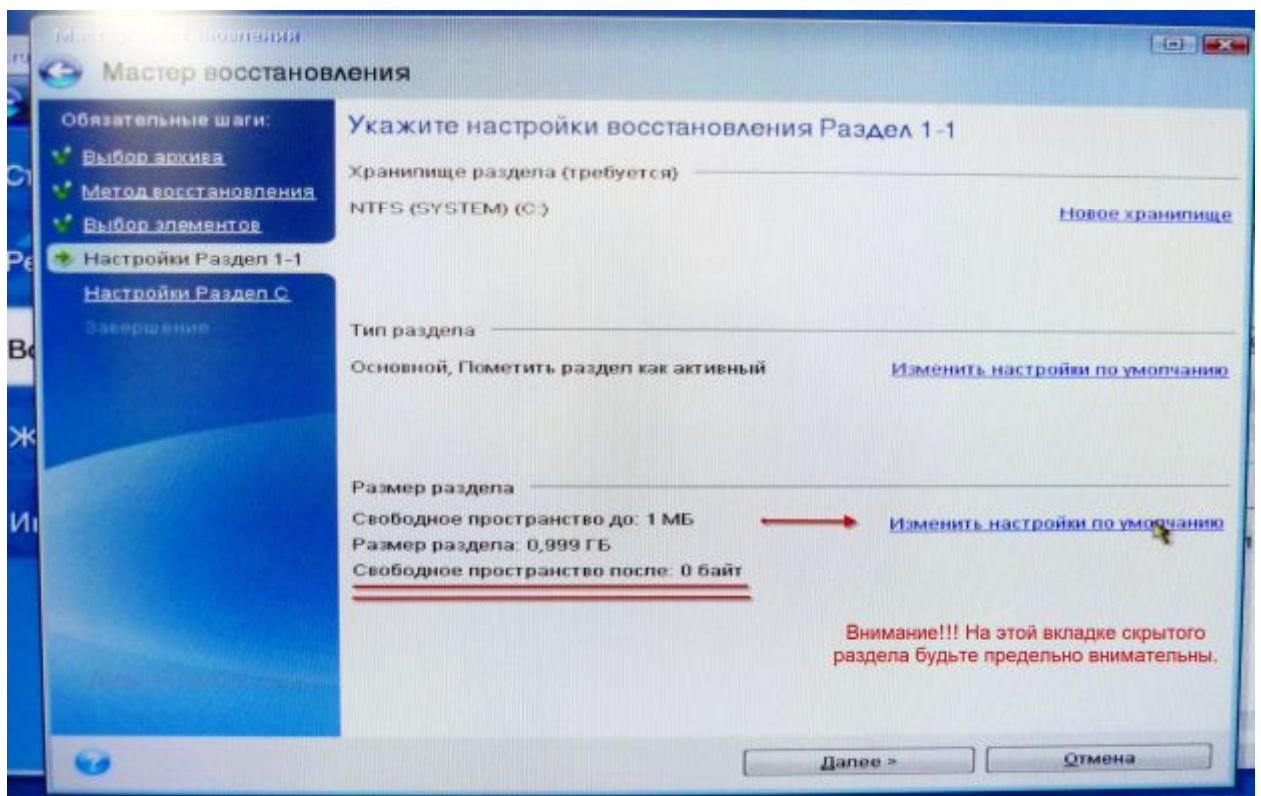 Мастер восстановления
Мастер восстановления
Обязательные шаги:
Выбор архива
Метод восстановления
Выбор элементов
Настройки Раздел 1-1
Настройки Раздел C
Завершение
Укажите настройки восстановления Раздел 1-1
Хранилище раздела (требуется)
NTFS (SYSTEM) (C:)
Новое хранилище
Тип раздела
Основной, Пометить раздел как активный
Изменить настройки по умолчанию
Размер раздела
Свободное пространство до: 1 МБ
Изменить настройки по умолчанию
Размер раздела: 0,999 ГБ
Свободное пространство после: 0 байт
Внимание!!! На этой вкладке скрытого
раздела будьте предельно внимательны.
Далее >
Отмена